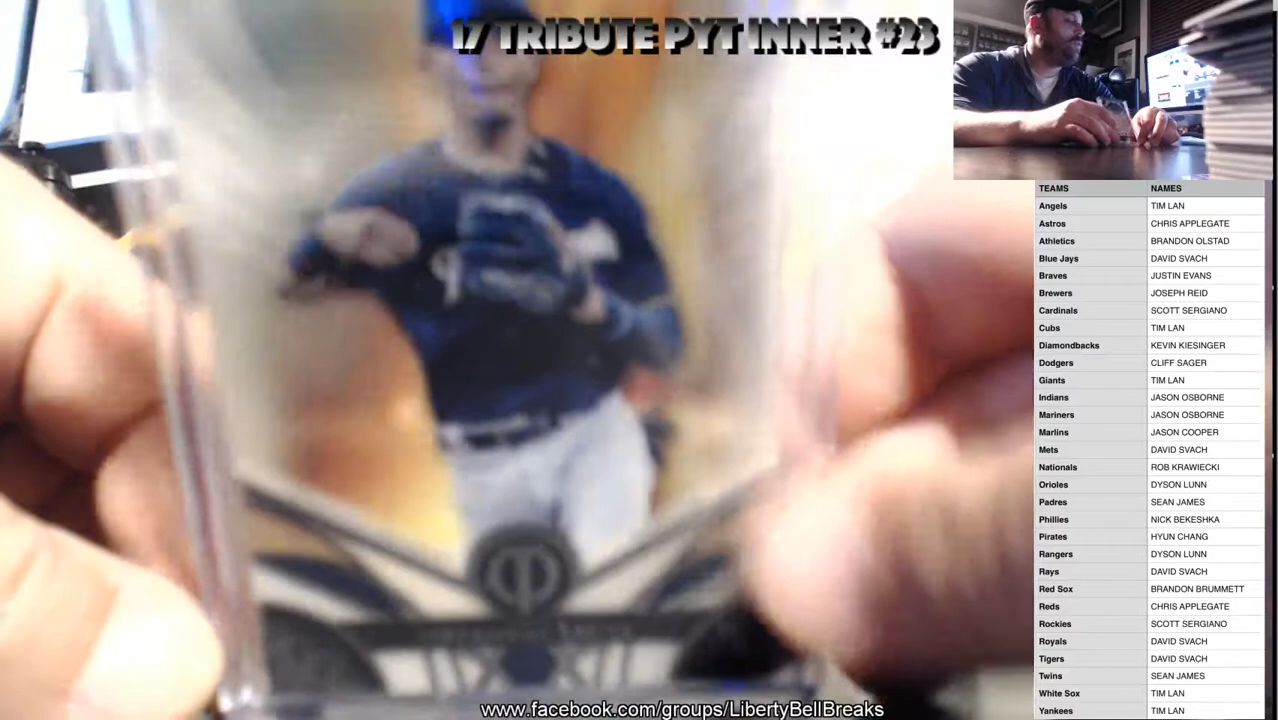 17 TRIBUTE PYT INNER #23
TEAMS NAMES
Angels TIM LAN
Astros CHRIS APPLEGATE
Athletics BRANDON OLSTAD
Blue Jays DAVID SVACH
Braves JUSTIN EVANS
Brewers JOSEPH REID
Cardinals SCOTT SERGIANO
Cubs TIM LAN
Diamondbacks KEVIN KIESINGER
Dodgers CLIFF SAGER
Giants TIM LAN
Indians JASON OSBORNE
Mariners JASON OSBORNE
Marlins JASON COOPER
Mets DAVID SVACH
Nationals ROB KRAWIECKI
Orioles DYSON LUNN
Padres SEAN JAMES
Phillies NICK BEKESHKA
Pirates HYUN CHANG
Rangers DYSON LUNN
Rays DAVID SVACH
Red Sox BRANDON BRUMMETT
Reds CHRIS APPLEGATE
Rockies SCOTT SERGIANO
Royals DAVID SVACH
Tigers DAVID SVACH
Twins SEAN JAMES
White Sox TIM LAN
Yankees TIM LAN
www.facebook.com/groups/LibertyBellBreaks